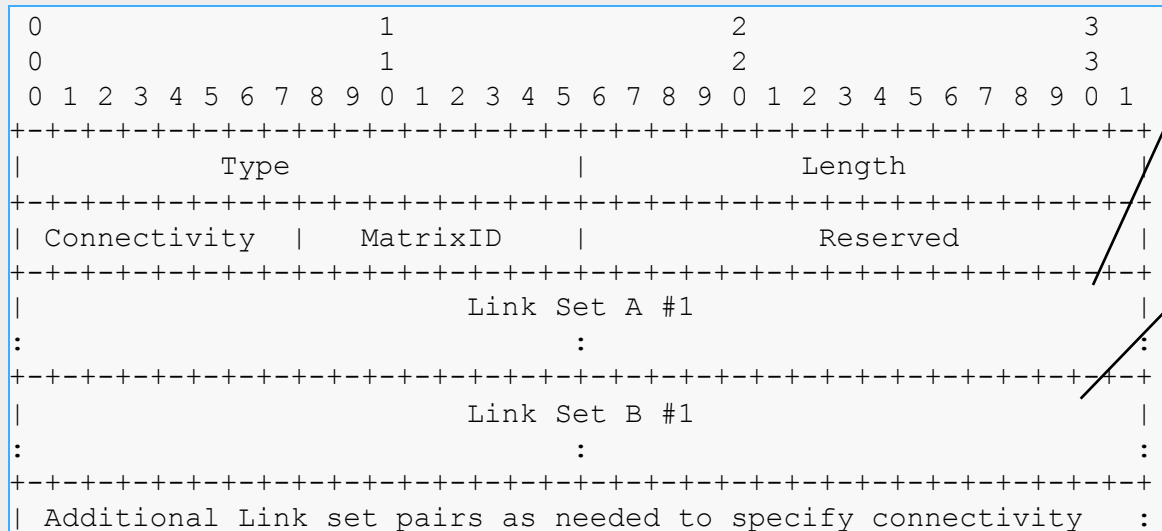 0                   1                   2                   3
0                   1                   2                   3
0 1 2 3 4 5 6 7 8 9 0 1 2 3 4 5 6 7 8 9 0 1 2 3 4 5 6 7 8 9 0 1
+-+-+-+-+-+-+-+-+-+-+-+-+-+-+-+-+-+-+-+-+-+-+-+-+-+-+-+-+-+-+-+-+
|           Type                |            Length             |
+-+-+-+-+-+-+-+-+-+-+-+-+-+-+-+-+-+-+-+-+-+-+-+-+-+-+-+-+-+-+-+-+
| Connectivity  |   MatrixID    |             Reserved          |
+-+-+-+-+-+-+-+-+-+-+-+-+-+-+-+-+-+-+-+-+-+-+-+-+-+-+-+-+-+-+-+-+
|                         Link Set A #1                         |
:                               :                               :
+-+-+-+-+-+-+-+-+-+-+-+-+-+-+-+-+-+-+-+-+-+-+-+-+-+-+-+-+-+-+-+-+
|                         Link Set B #1                         |
:                               :                               :
+-+-+-+-+-+-+-+-+-+-+-+-+-+-+-+-+-+-+-+-+-+-+-+-+-+-+-+-+-+-+-+-+
| Additional Link set pairs as needed to specify connectivity   :